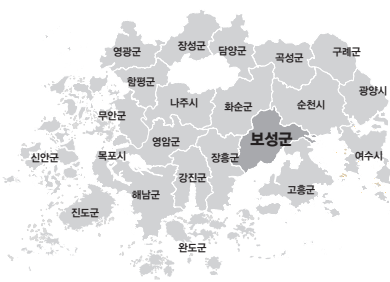 영광군
장성군
담양군
곡성군
구례군
함평군
광양시
나주시
화순군
순천시
무안군
보성군
영암군
신안군
목포시
장흥군
여수시
강진군
고흥군
해남군
진도군
완도군